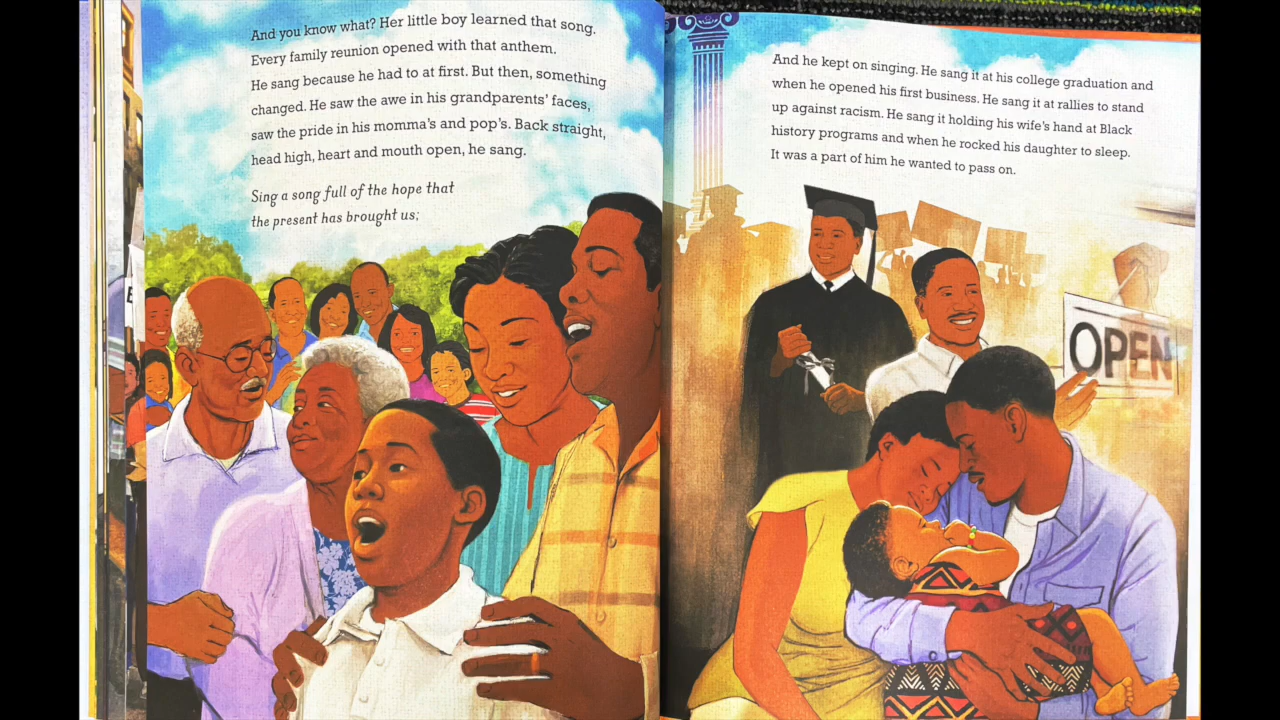 And you know what? Her little boy learned that song.
Every family reunion opened with that anthem.
He sang because he had to at first. But then, something
changed. He saw the awe in his grandparents' faces,
saw the pride in his momma's and pop's. Back straight,
head high, heart and mouth open, he sang.
Sing a song full of the hope that
the present has brought us;
And he kept on singing. He sang it at his college graduation and
when he opened his first business. He sang it at rallies to stand
up against racism. He sang it holding his wife's hand at Black
history programs and when he rocked his daughter to sleep.
It was a part of him he wanted to pass on.
OPEN